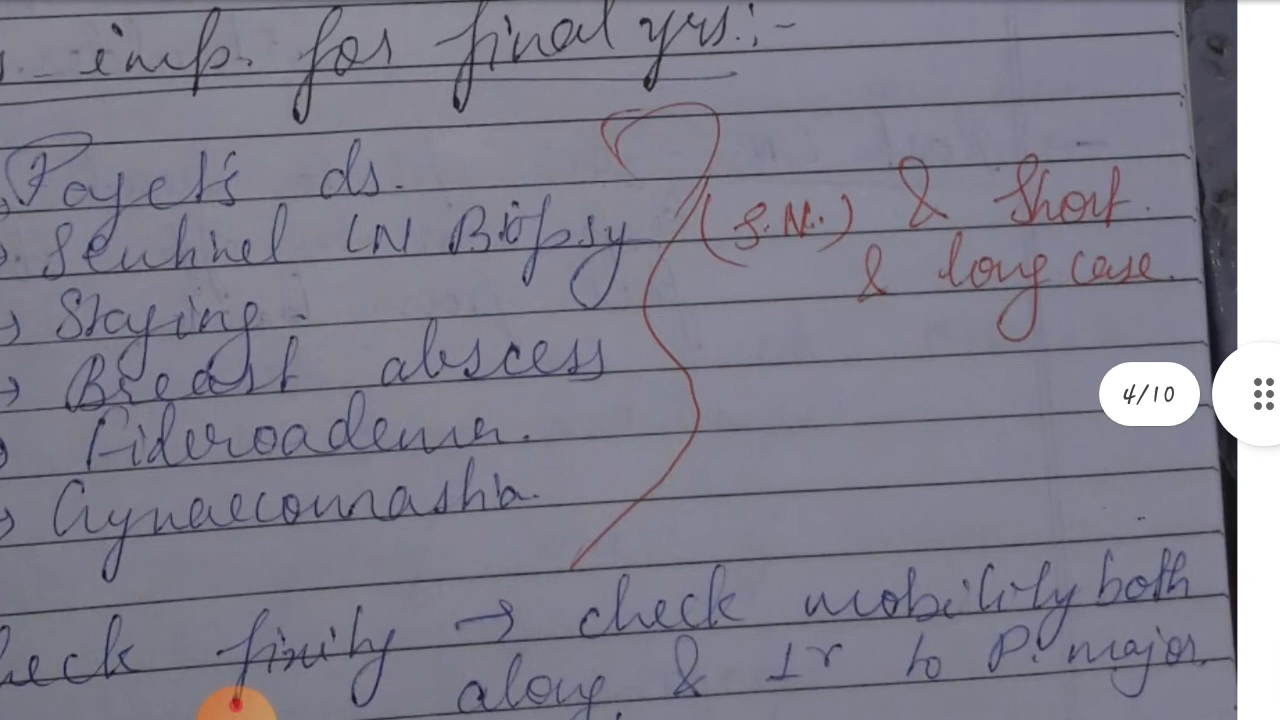 imp. for final yrs:-
Paget's ds.
Sentinel LN Biopsy (S.N.) & Short
& long case.
→ Staging.
→ Breast abscess
Fibroadenoma.
→ Gynaecomastia.
check fixity → check mobility both
along & ⊥r to P. major.
4/10